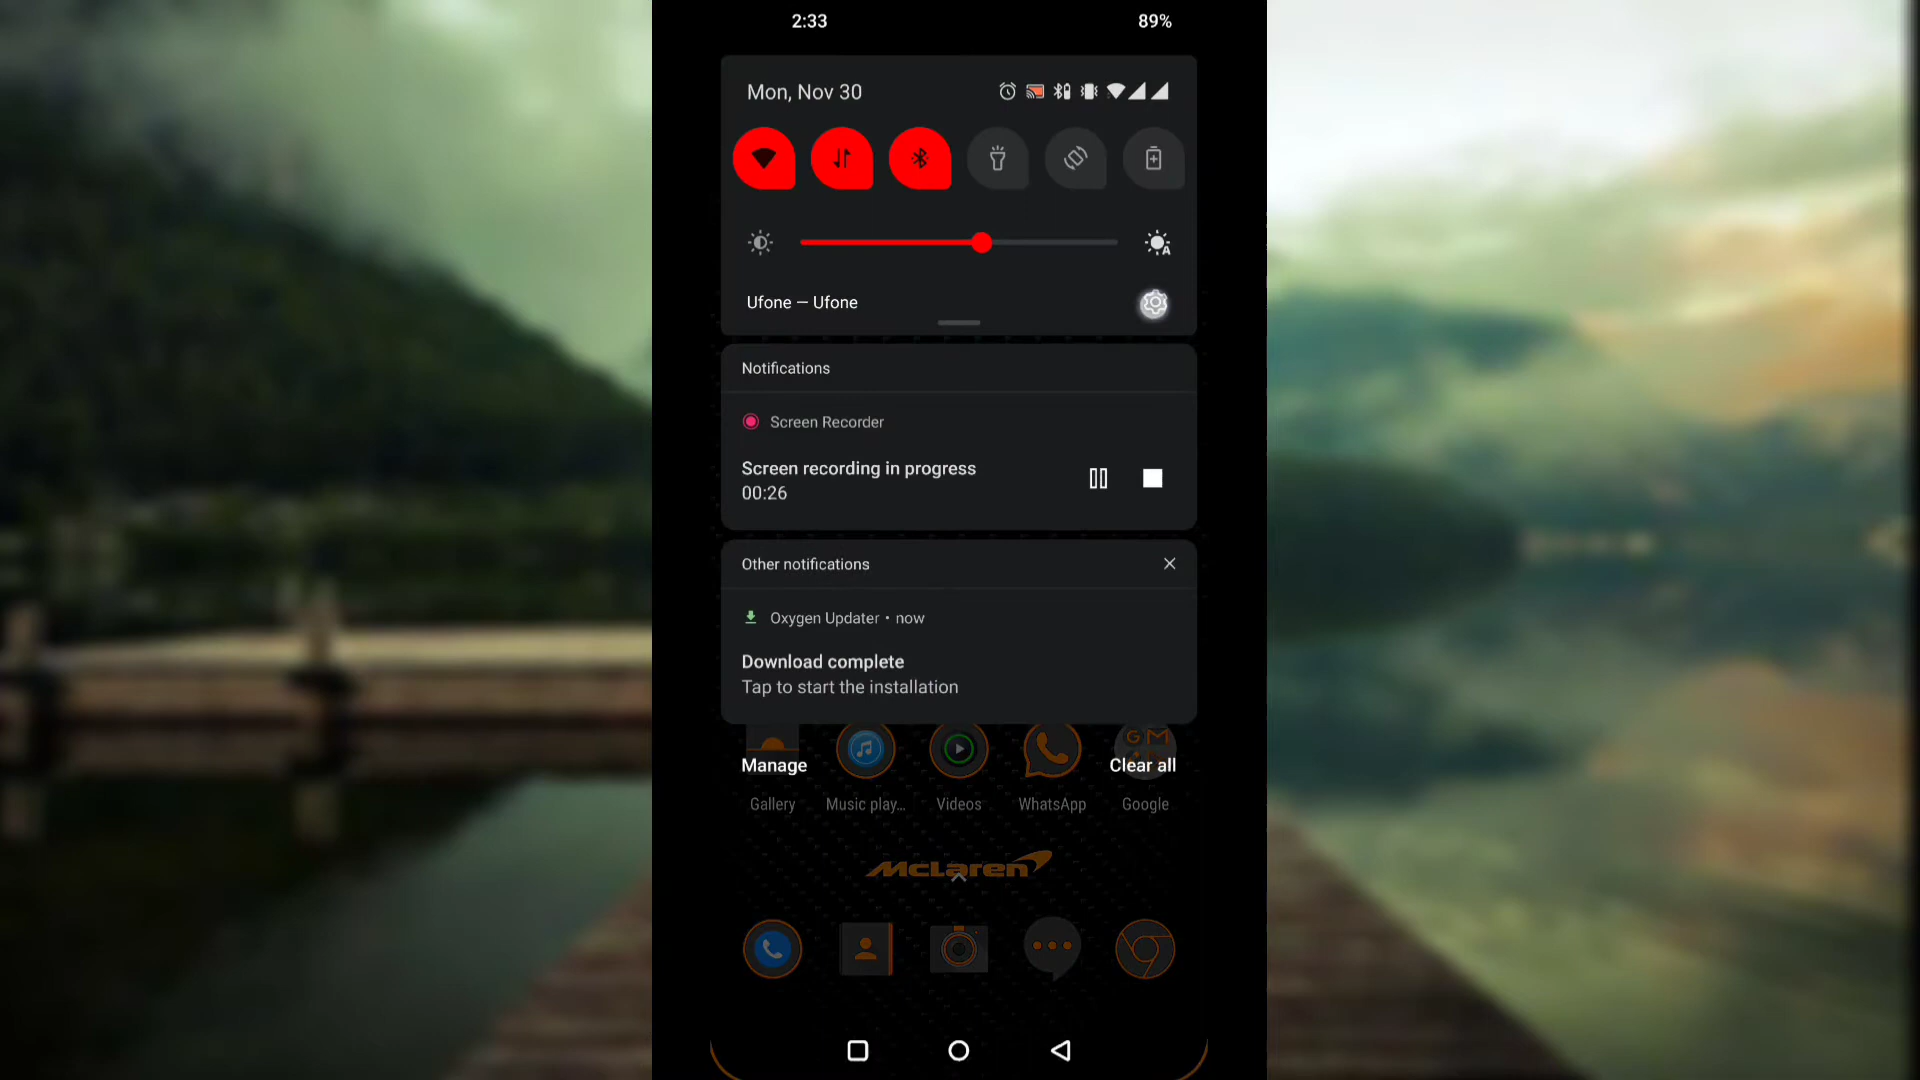 2:33
89%
Mon, Nov 30
Ufone — Ufone
Notifications
Screen Recorder
Screen recording in progress
00:26
Other notifications
Oxygen Updater • now
Download complete
Tap to start the installation
Manage
Clear all
GM
Gallery
Music play...
Videos
WhatsApp
Google
McLaren